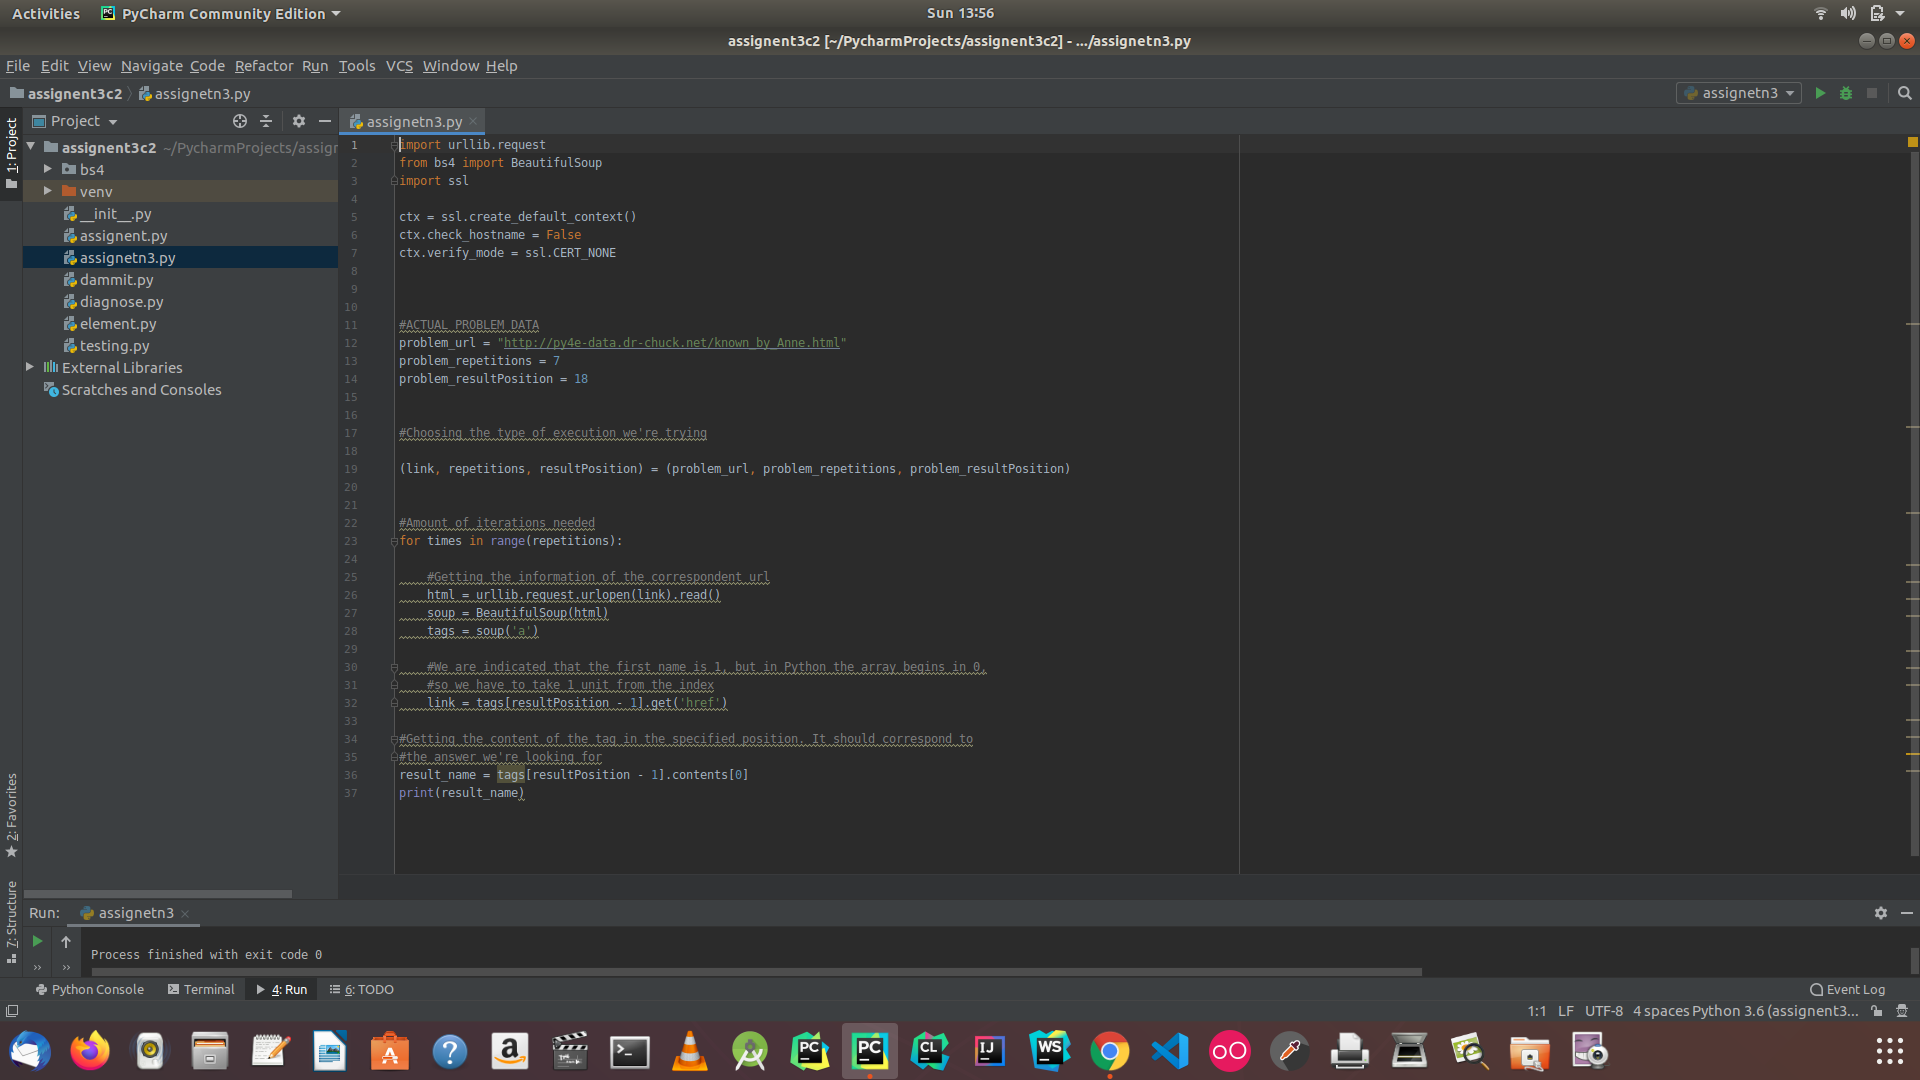 Activities PyCharm Community Edition Sun 13:56
assignent3c2 [~/PycharmProjects/assignent3c2] - .../assignetn3.py
File Edit View Navigate Code Refactor Run Tools VCS Window Help
assignent3c2 assignetn3.py assignetn3
Project assignetn3.py
1: Project
assignent3c2 ~/PycharmProjects/assigr
bs4
venv
__init__.py
assignent.py
assignetn3.py
dammit.py
diagnose.py
element.py
testing.py
External Libraries
Scratches and Consoles
2: Favorites
7: Structure
1 import urllib.request
2 from bs4 import BeautifulSoup
3 import ssl
4
5 ctx = ssl.create_default_context()
6 ctx.check_hostname = False
7 ctx.verify_mode = ssl.CERT_NONE
8
9
10
11 #ACTUAL PROBLEM DATA
12 problem_url = "http://py4e-data.dr-chuck.net/known_by_Anne.html"
13 problem_repetitions = 7
14 problem_resultPosition = 18
15
16
17 #Choosing the type of execution we're trying
18
19 (link, repetitions, resultPosition) = (problem_url, problem_repetitions, problem_resultPosition)
20
21
22 #Amount of iterations needed
23 for times in range(repetitions):
24
25 #Getting the information of the correspondent url
26 html = urllib.request.urlopen(link).read()
27 soup = BeautifulSoup(html)
28 tags = soup('a')
29
30 #We are indicated that the first name is 1, but in Python the array begins in 0,
31 #so we have to take 1 unit from the index
32 link = tags[resultPosition - 1].get('href')
33
34 #Getting the content of the tag in the specified position. It should correspond to
35 #the answer we're looking for
36 result_name = tags[resultPosition - 1].contents[0]
37 print(result_name)
Run: assignetn3
Process finished with exit code 0
Python Console Terminal 4: Run 6: TODO Event Log
1:1 LF UTF-8 4 spaces Python 3.6 (assignent3...
PC PC CL IJ WS